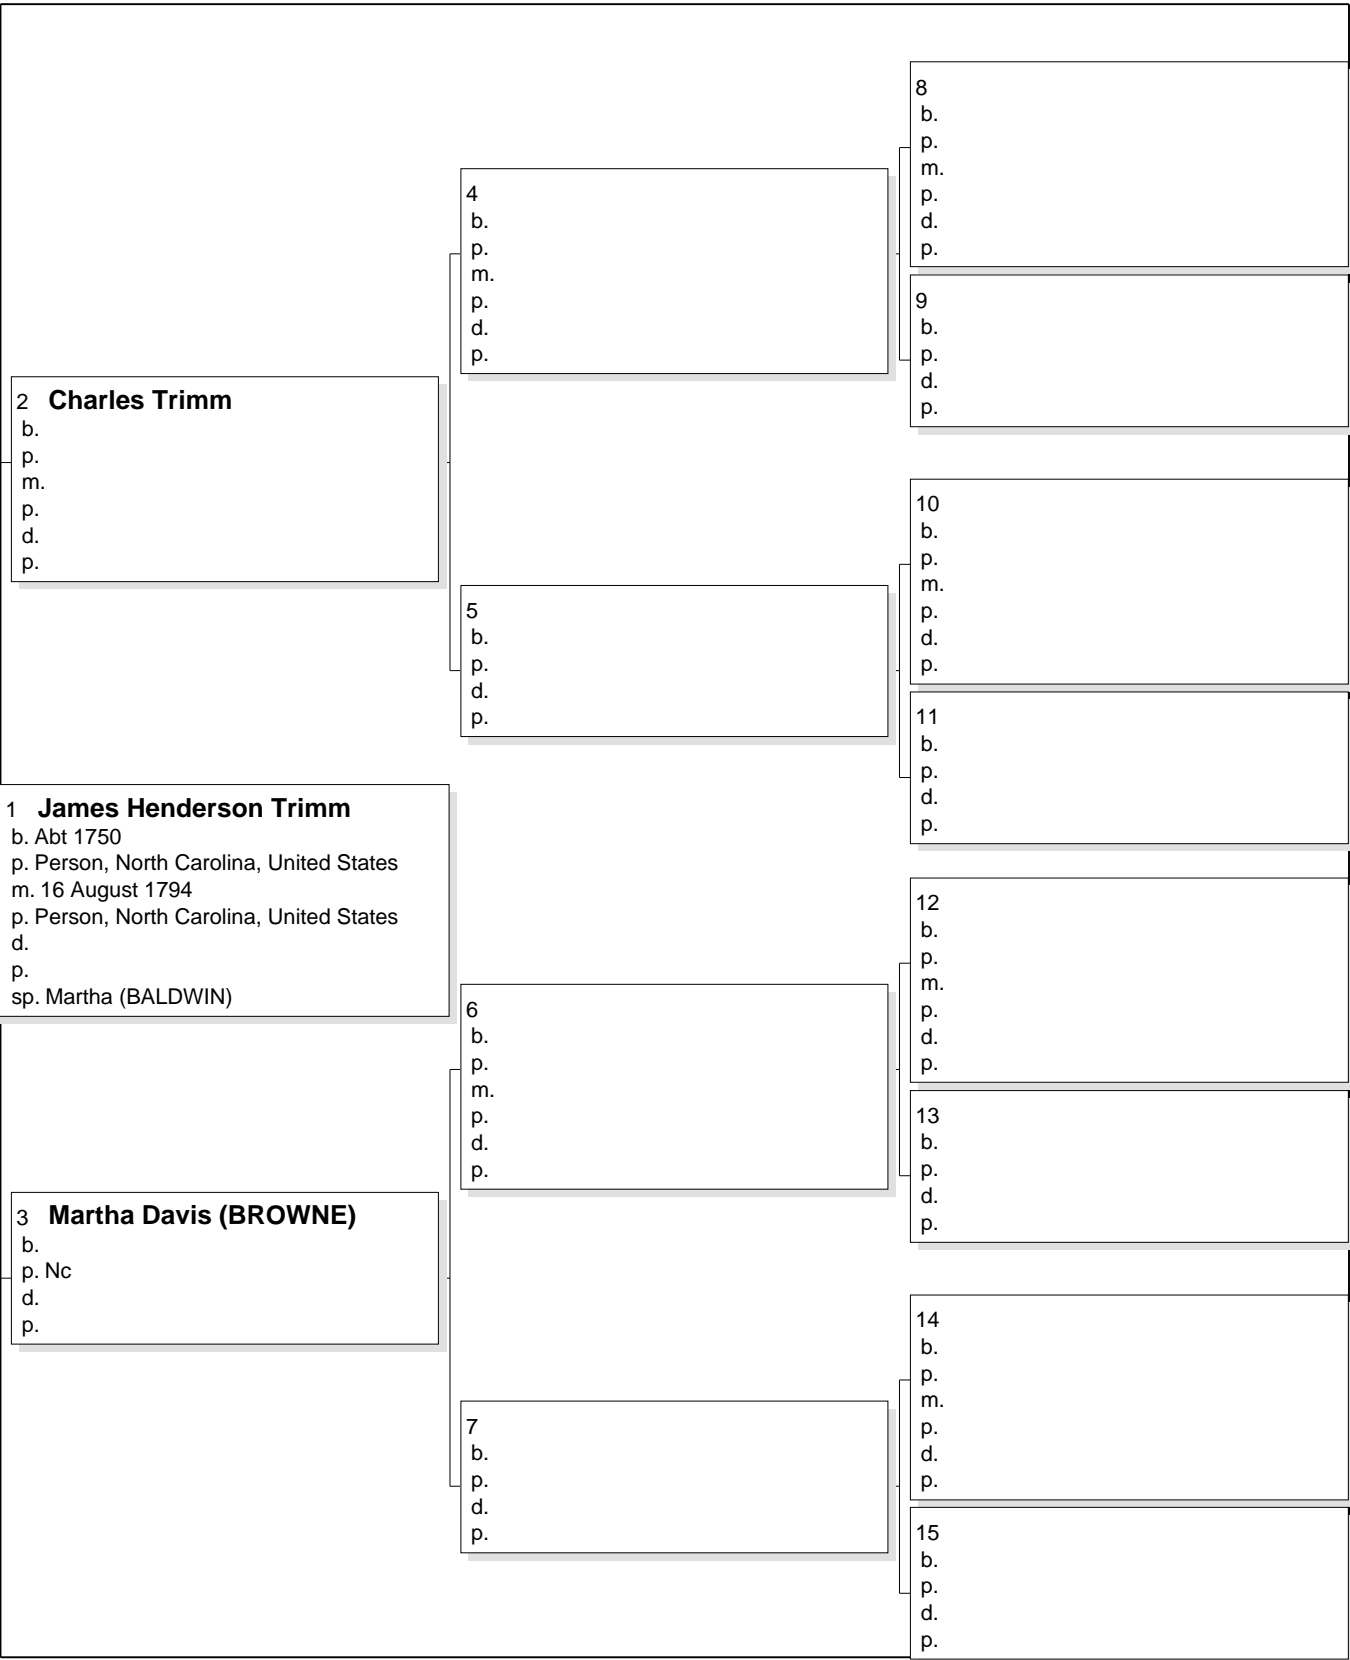 8
b.
p.
m.
p.
d.
p.
4
b.
p.
m.
p.
d.
p.
9
b.
p.
d.
p.
2 Charles Trimm
b.
p.
m.
p.
d.
p.
10
b.
p.
m.
p.
d.
p.
5
b.
p.
d.
p.
11
b.
p.
d.
p.
1 James Henderson Trimm
b. Abt 1750
p. Person, North Carolina, United States
m. 16 August 1794
p. Person, North Carolina, United States
d.
p.
sp. Martha (BALDWIN)
12
b.
p.
m.
p.
d.
p.
6
b.
p.
m.
p.
d.
p.
13
b.
p.
d.
p.
3 Martha Davis (BROWNE)
b.
p. Nc
d.
p.
14
b.
p.
m.
p.
d.
p.
7
b.
p.
d.
p.
15
b.
p.
d.
p.